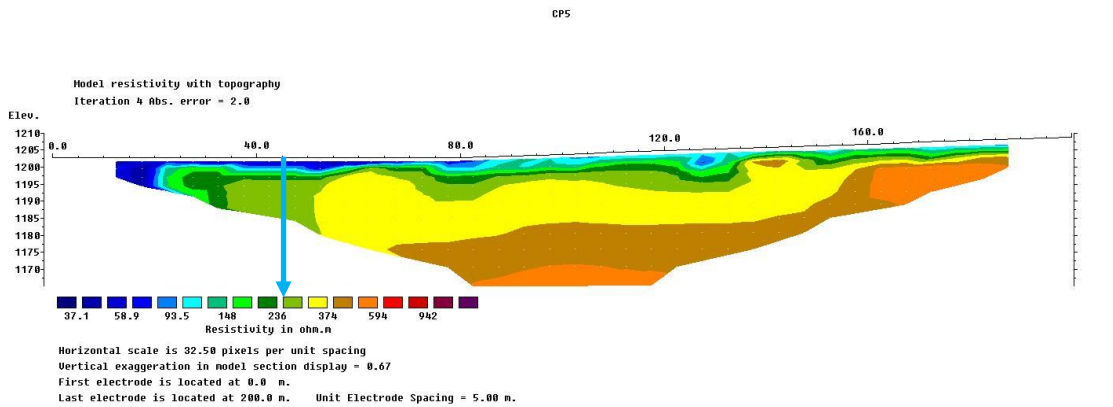 CP5
Model resistivity with topography
Iteration 4 Abs. error = 2.0
Elev.
1210
1205
1200
1195
1190
1185
1180
1175
1170
0.0 40.0 80.0 120.0 160.0
37.1 58.9 93.5 148 236 374 594 942
Resistivity in ohm.m
Horizontal scale is 32.50 pixels per unit spacing
Vertical exaggeration in model section display = 0.67
First electrode is located at 0.0 m.
Last electrode is located at 200.0 m. Unit Electrode Spacing = 5.00 m.